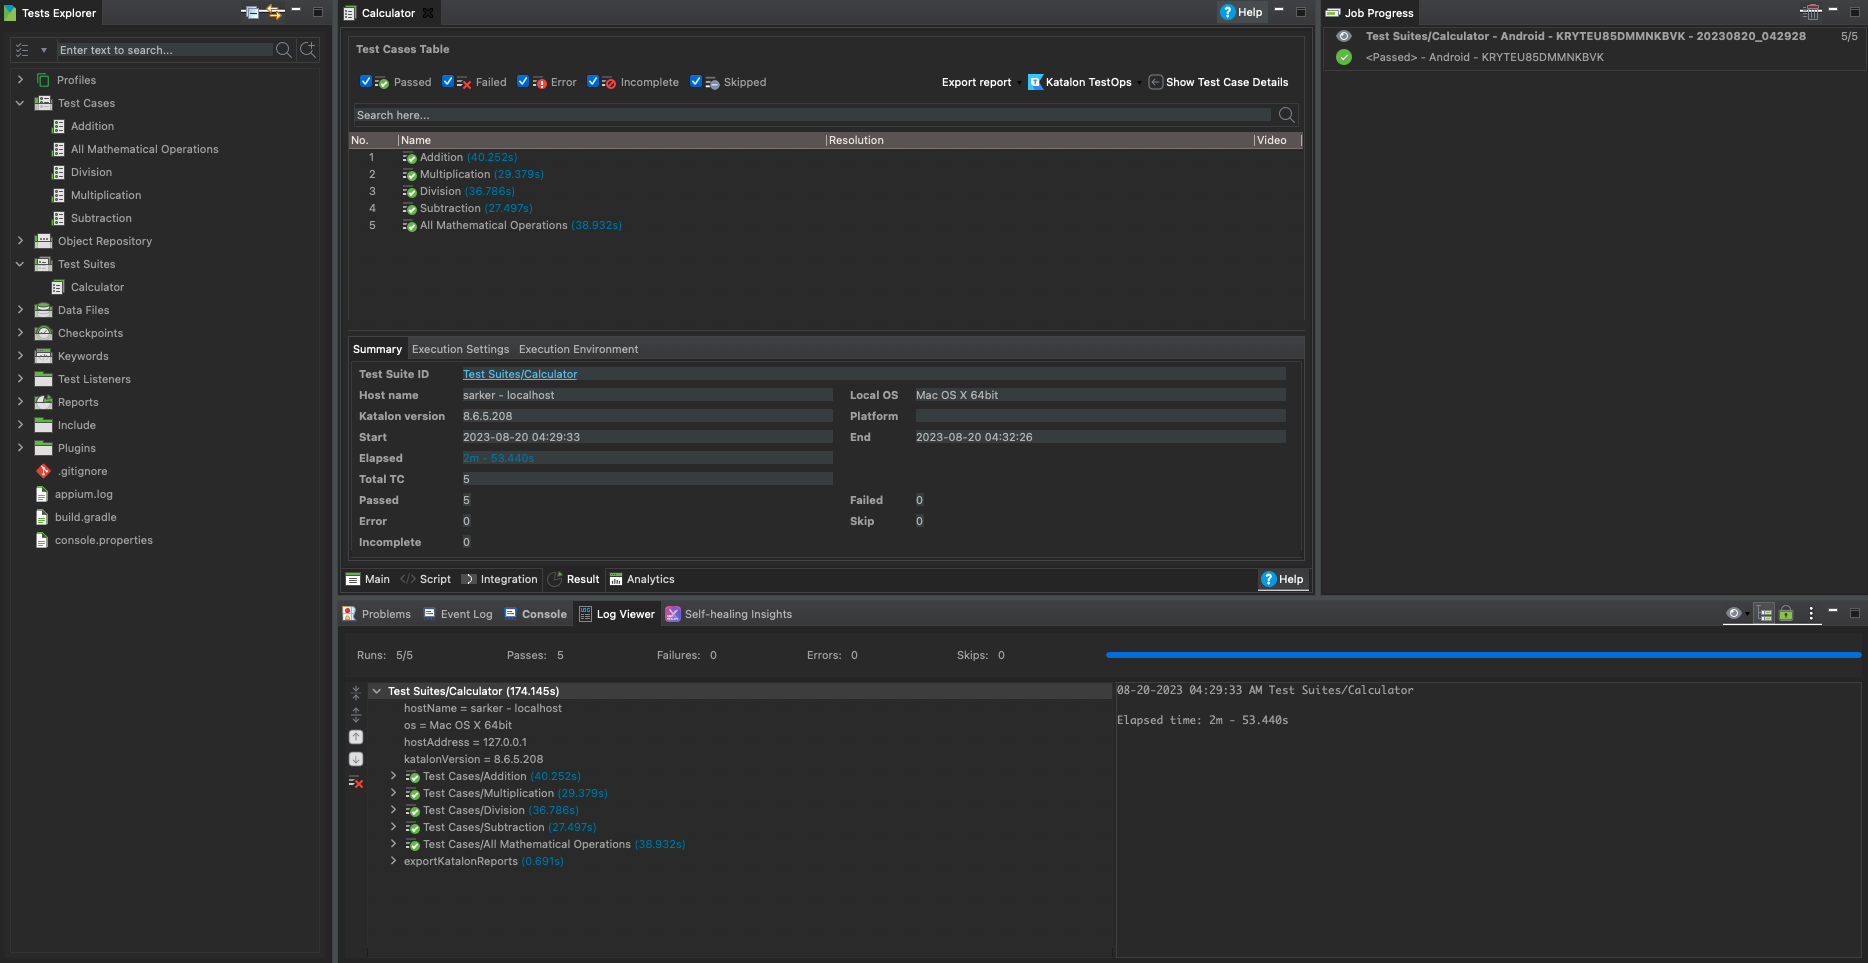 Tests Explorer
Enter text to search...
Profiles
Test Cases
Addition
All Mathematical Operations
Division
Multiplication
Subtraction
Object Repository
Test Suites
Calculator
Data Files
Checkpoints
Keywords
Test Listeners
Reports
Include
Plugins
.gitignore
appium.log
build.gradle
console.properties
Calculator
Help
Test Cases Table
Passed Failed Error Incomplete Skipped
Export report Katalon TestOps Show Test Case Details
Search here...
No. Name Resolution Video
1 Addition (40.252s)
2 Multiplication (29.379s)
3 Division (36.786s)
4 Subtraction (27.497s)
5 All Mathematical Operations (38.932s)
Summary Execution Settings Execution Environment
Test Suite ID Test Suites/Calculator
Host name sarker - localhost Local OS Mac OS X 64bit
Katalon version 8.6.5.208 Platform
Start 2023-08-20 04:29:33 End 2023-08-20 04:32:26
Elapsed 2m - 53.440s
Total TC 5
Passed 5 Failed 0
Error 0 Skip 0
Incomplete 0
Main Script Integration Result Analytics Help
Job Progress
Test Suites/Calculator - Android - KRYTEU85DMMNKBVK - 20230820_042928 5/5
<Passed> - Android - KRYTEU85DMMNKBVK
Problems Event Log Console Log Viewer Self-healing Insights
Runs: 5/5 Passes: 5 Failures: 0 Errors: 0 Skips: 0
Test Suites/Calculator (174.145s)
hostName = sarker - localhost
os = Mac OS X 64bit
hostAddress = 127.0.0.1
katalonVersion = 8.6.5.208
Test Cases/Addition (40.252s)
Test Cases/Multiplication (29.379s)
Test Cases/Division (36.786s)
Test Cases/Subtraction (27.497s)
Test Cases/All Mathematical Operations (38.932s)
exportKatalonReports (0.691s)
08-20-2023 04:29:33 AM Test Suites/Calculator
Elapsed time: 2m - 53.440s